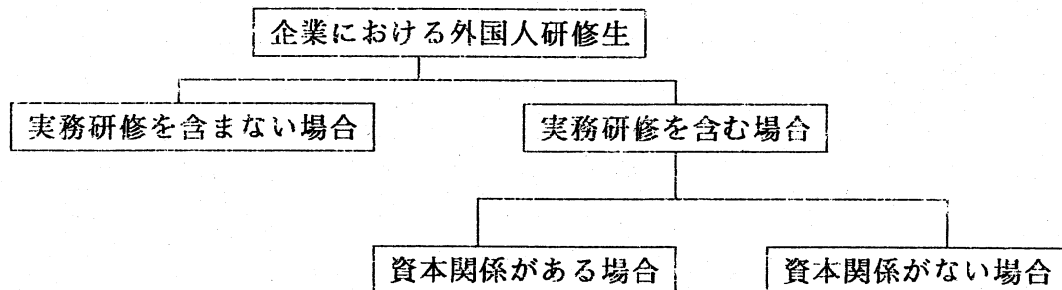 企業における外国人研修生
実務研修を含まない場合
実務研修を含む場合
資本関係がある場合
資本関係がない場合